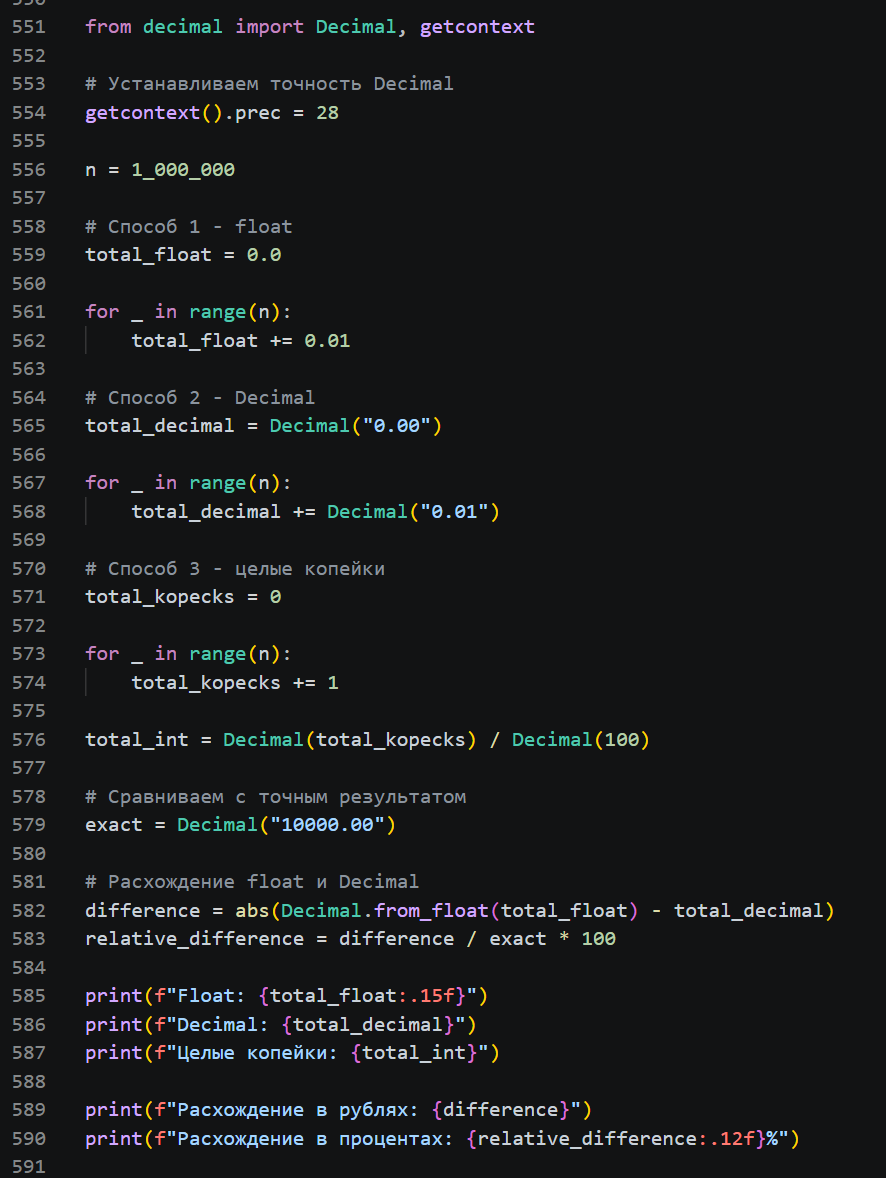 551 from decimal import Decimal, getcontext
552
553 # Устанавливаем точность Decimal
554 getcontext().prec = 28
555
556 n = 1_000_000
557
558 # Способ 1 - float
559 total_float = 0.0
560
561 for _ in range(n):
562     total_float += 0.01
563
564 # Способ 2 - Decimal
565 total_decimal = Decimal("0.00")
566
567 for _ in range(n):
568     total_decimal += Decimal("0.01")
569
570 # Способ 3 - целые копейки
571 total_kopecks = 0
572
573 for _ in range(n):
574     total_kopecks += 1
575
576 total_int = Decimal(total_kopecks) / Decimal(100)
577
578 # Сравниваем с точным результатом
579 exact = Decimal("10000.00")
580
581 # Расхождение float и Decimal
582 difference = abs(Decimal.from_float(total_float) - total_decimal)
583 relative_difference = difference / exact * 100
584
585 print(f"Float: {total_float:.15f}")
586 print(f"Decimal: {total_decimal}")
587 print(f"Целые копейки: {total_int}")
588
589 print(f"Расхождение в рублях: {difference}")
590 print(f"Расхождение в процентах: {relative_difference:.12f}%")
591